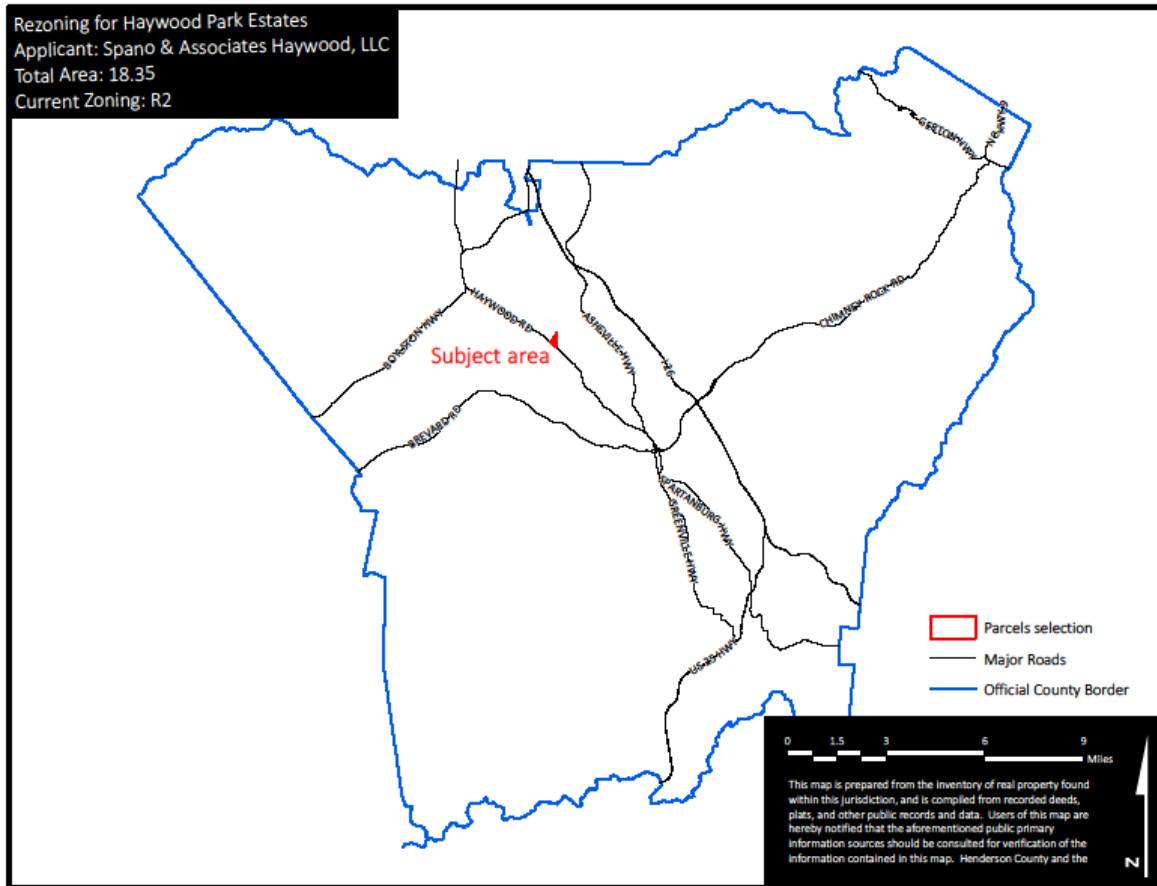 Rezoning for Haywood Park Estates
Applicant: Spano & Associates Haywood, LLC
Total Area: 18.35
Current Zoning: R2
GERTON HWY
N 9 HWY
HAYWOOD RD
ASHEVILLE HWY
CHIMNEY ROCK RD
BOYLSTON HWY
Subject area
I 26
BREVARD RD
SPARTANBURG HWY
GREENVILLE HWY
US 25 HWY
Parcels selection
Major Roads
Official County Border
0 1.5 3 6 9
Miles
This map is prepared from the inventory of real property found
within this jurisdiction, and is compiled from recorded deeds,
plats, and other public records and data. Users of this map are
hereby notified that the aforementioned public primary
information sources should be consulted for verification of the
information contained in this map. Henderson County and the
N